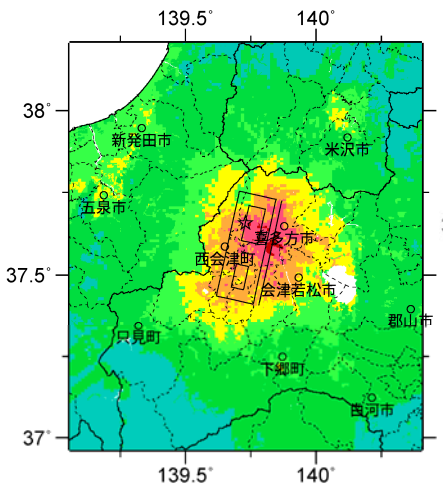 139.5° 140°
38°
新発田市
米沢市
五泉市
喜多方市
西会津町
37.5°
会津若松市
郡山市
只見町
下郷町
白河市
37°
139.5° 140°